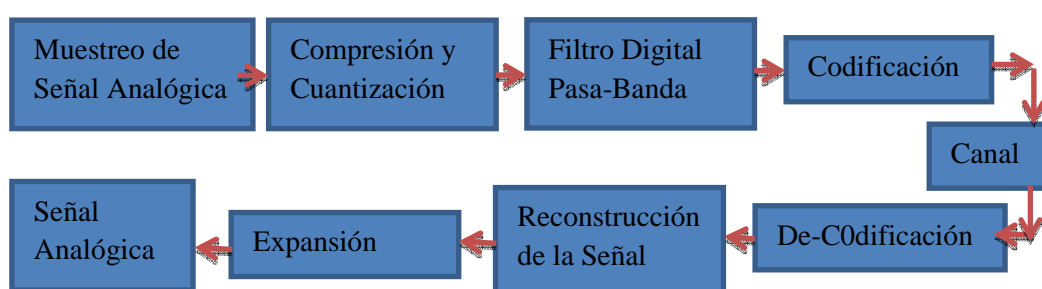 Muestreo de
Señal Analógica
Compresión y
Cuantización
Filtro Digital
Pasa-Banda
Codificación
Canal
De-C0dificación
Reconstrucción
de la Señal
Expansión
Señal
Analógica